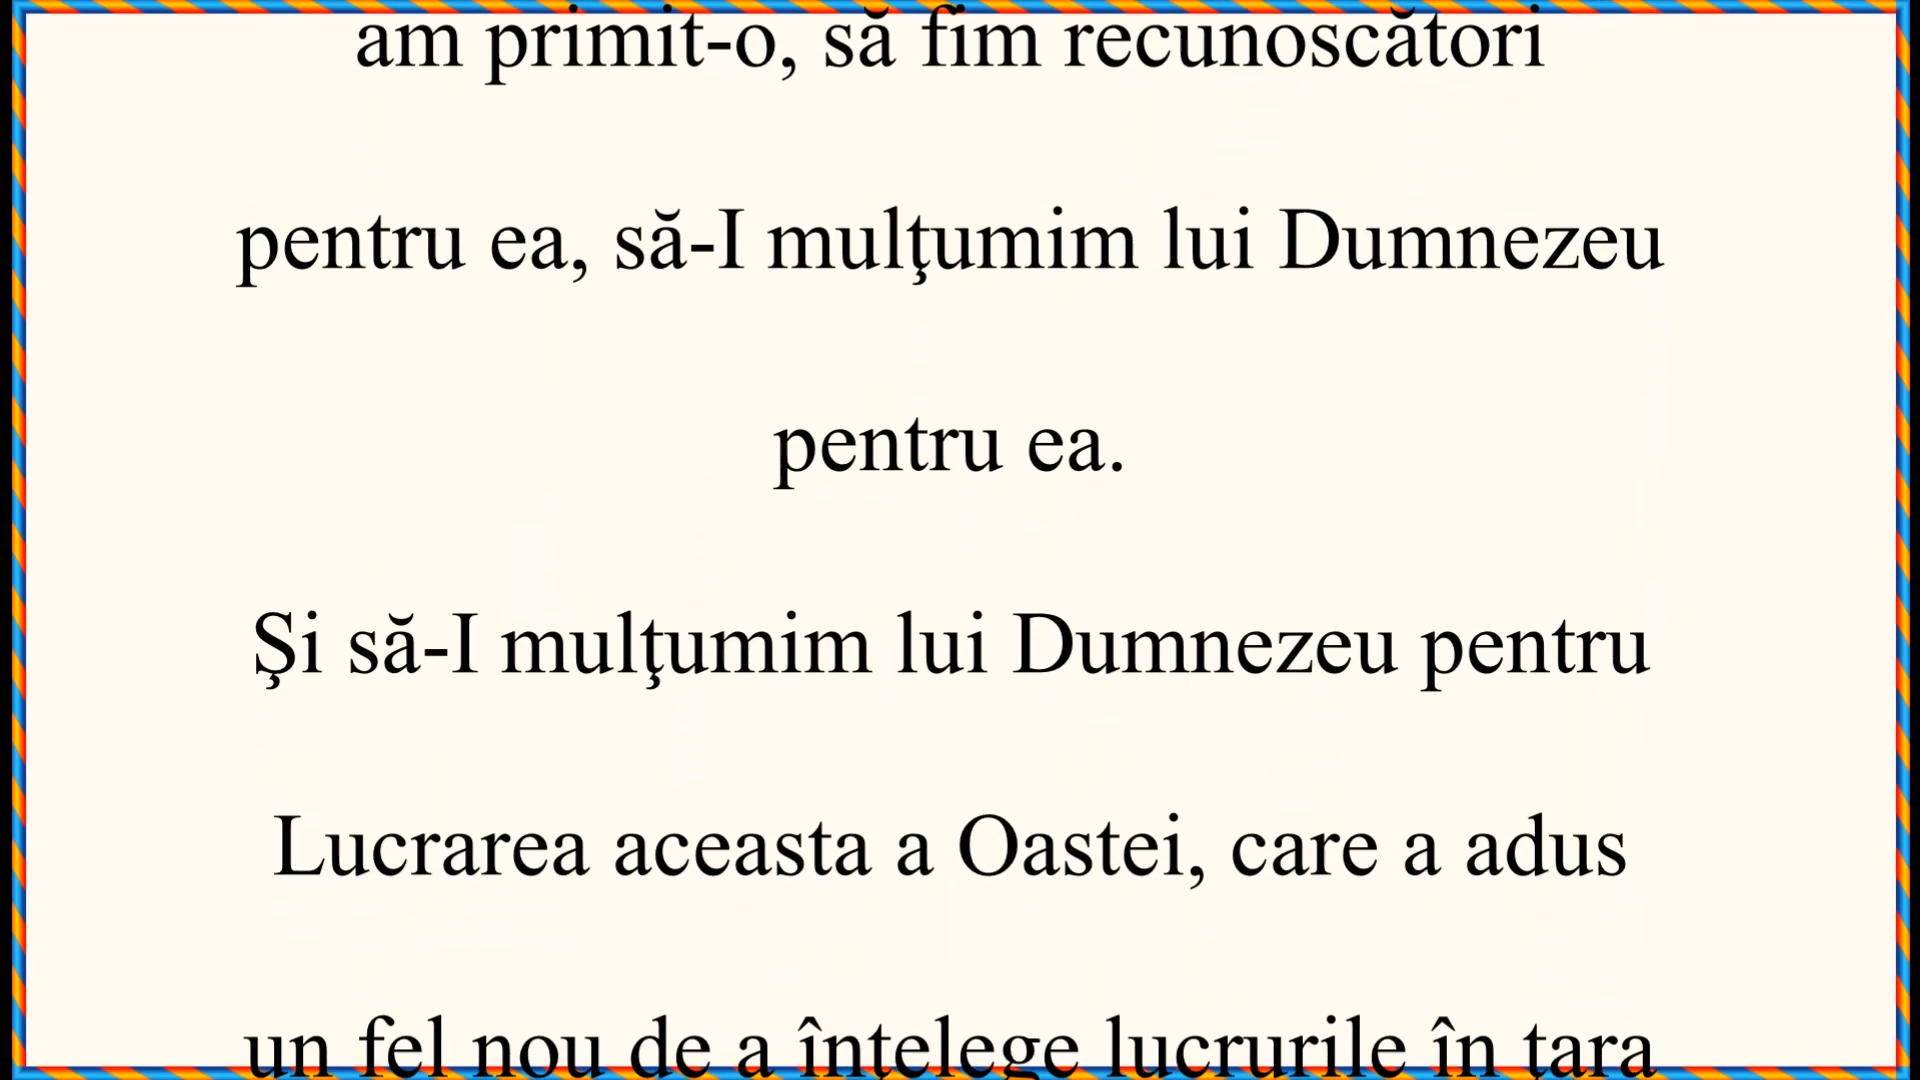 am primit-o, să fim recunoscători
pentru ea, să-I mulţumim lui Dumnezeu
pentru ea.
Şi să-I mulţumim lui Dumnezeu pentru
Lucrarea aceasta a Oastei, care a adus
un fel nou de a înţelege lucrurile în ţara